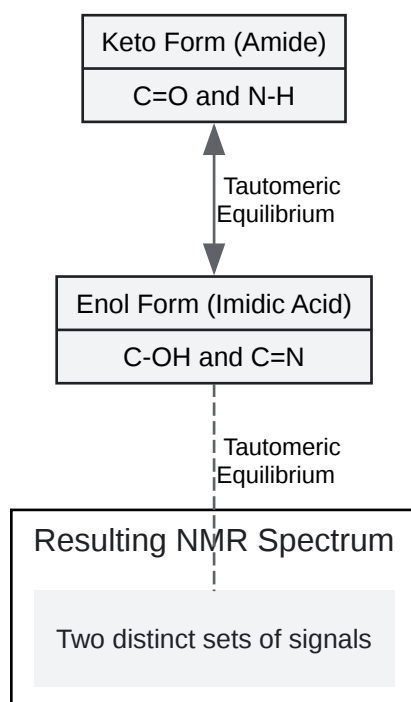 Keto Form (Amide)
C=O and N-H
Tautomeric
Equilibrium
Enol Form (Imidic Acid)
C-OH and C=N
Tautomeric
Equilibrium
Resulting NMR Spectrum
Two distinct sets of signals